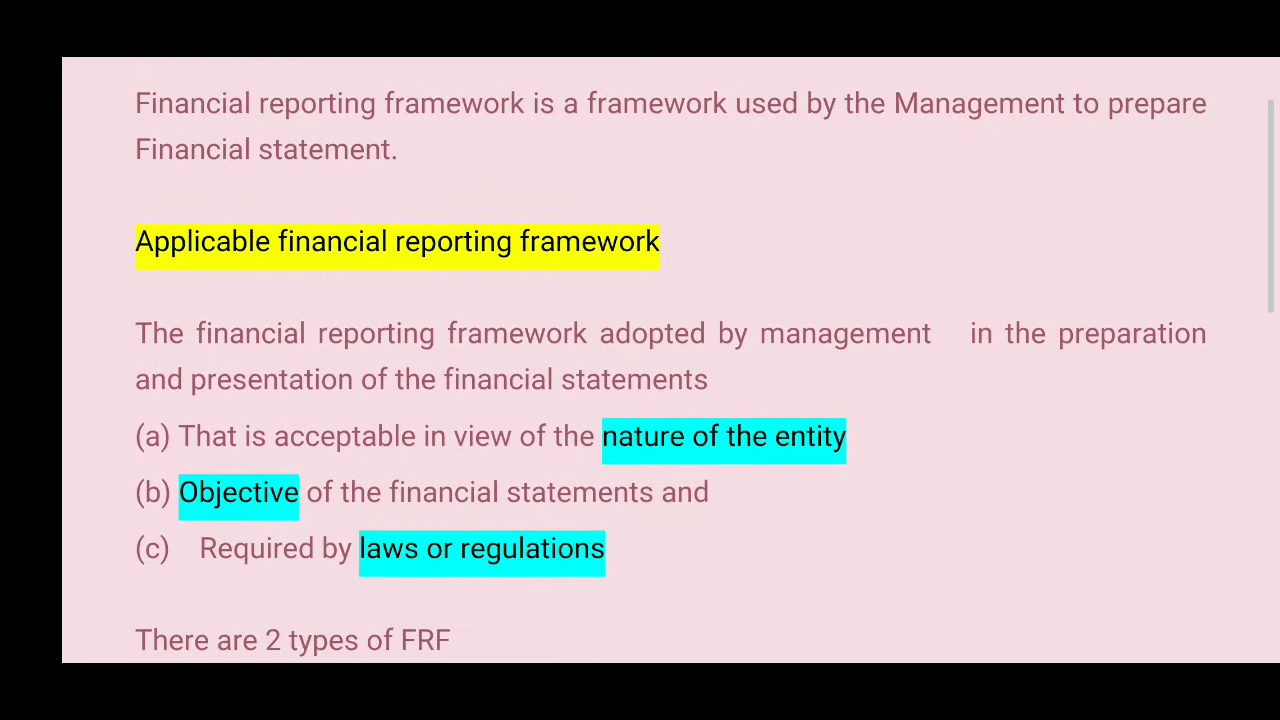 Financial reporting framework is a framework used by the Management to prepare
Financial statement.
Applicable financial reporting framework
The financial reporting framework adopted by management in the preparation
and presentation of the financial statements
(a) That is acceptable in view of the nature of the entity
(b) Objective of the financial statements and
(c) Required by laws or regulations
There are 2 types of FRF